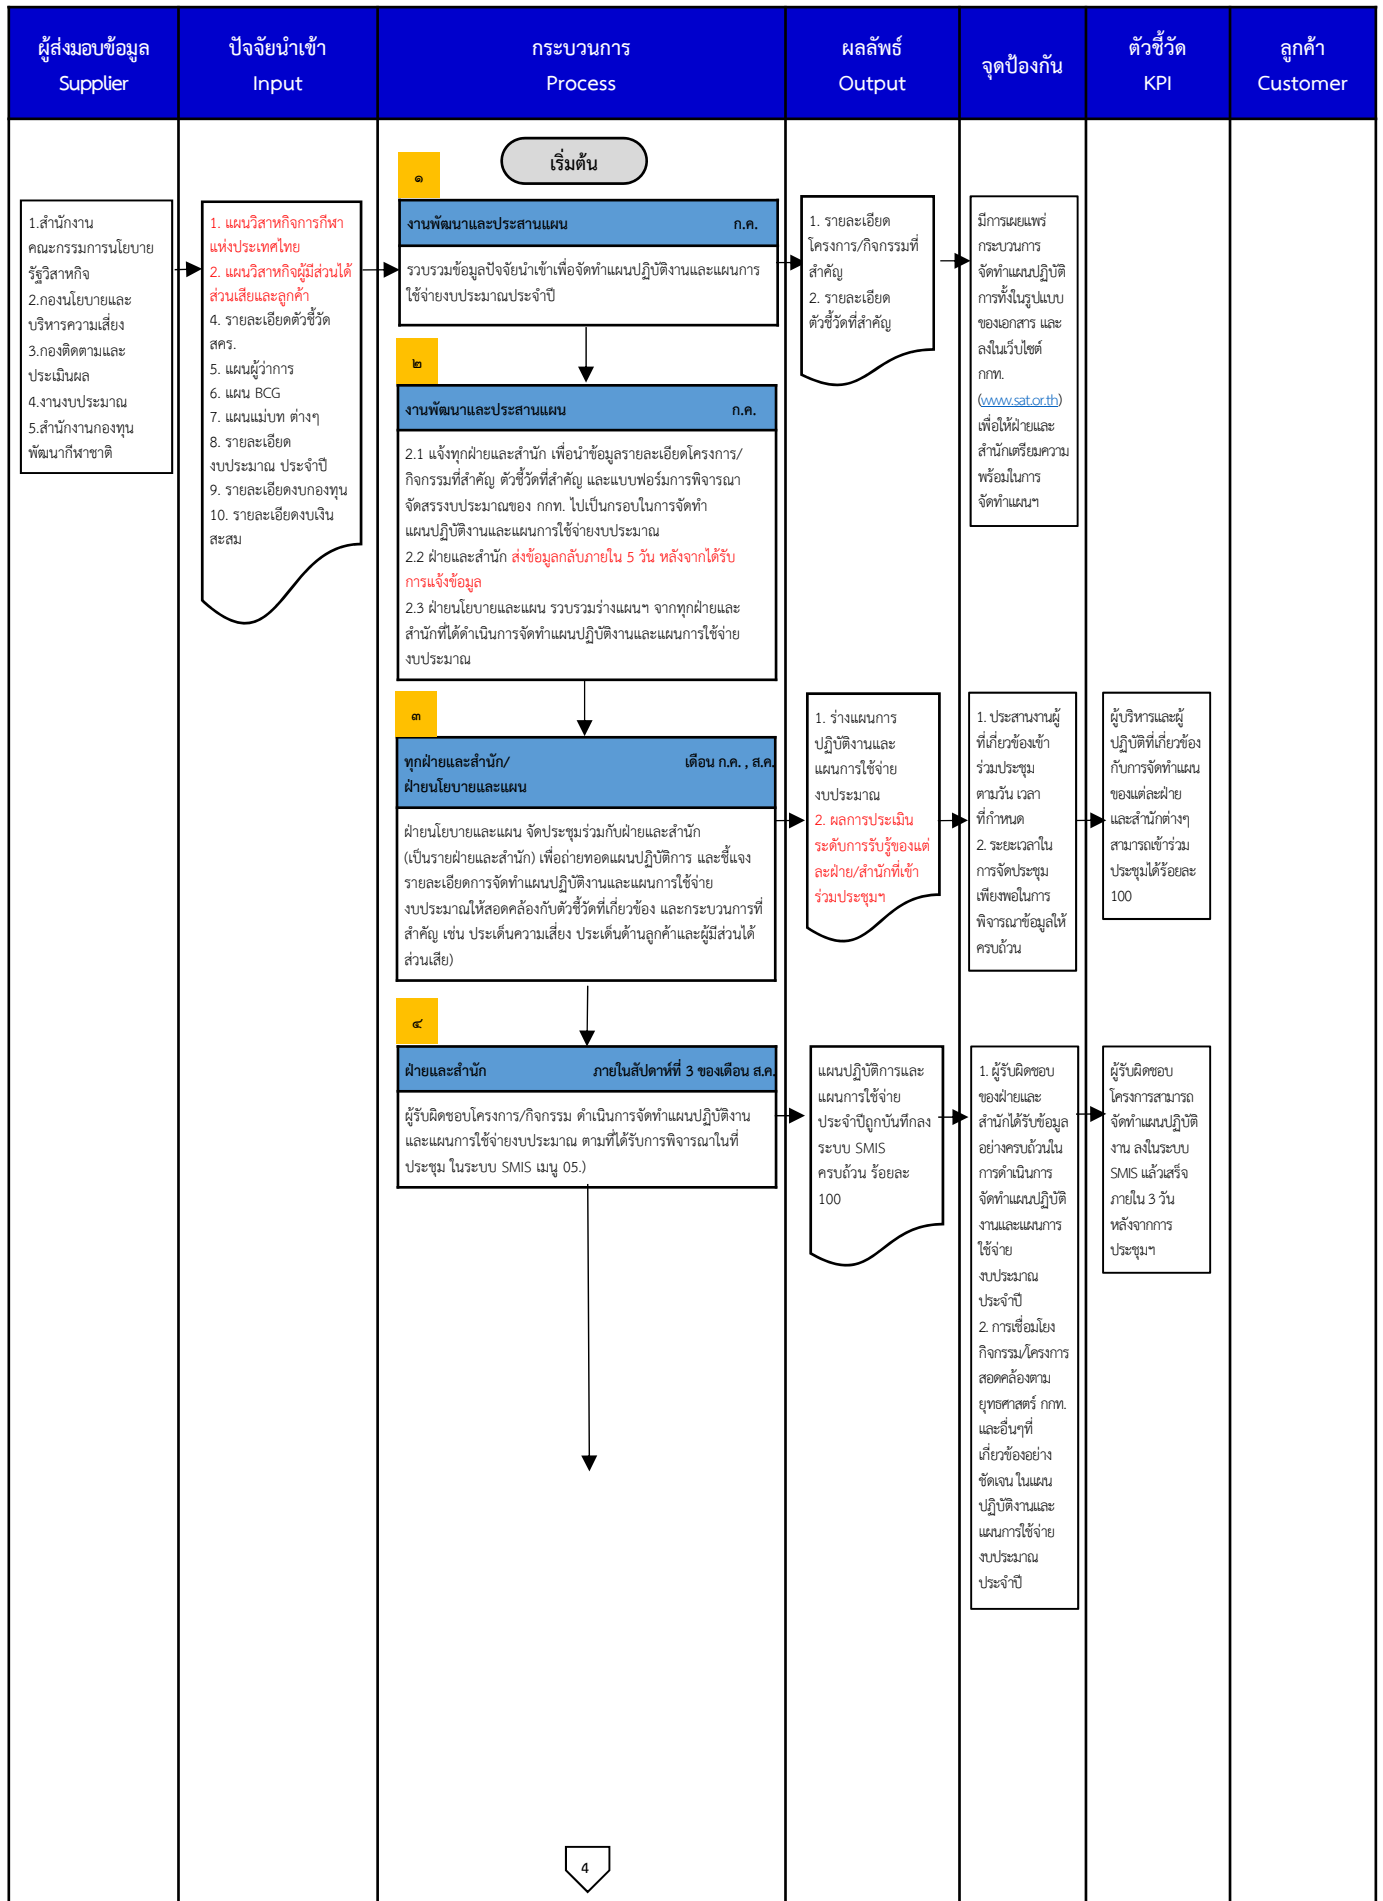 ผู้ส่งมอบข้อมูล
Supplier
ปัจจัยนำเข้า
Input
กระบวนการ
Process
ผลลัพธ์
Output
จุดป้องกัน
ตัวชี้วัด
KPI
ลูกค้า
Customer
เริ่มต้น
1.สำนักงาน
คณะกรรมการนโยบาย
รัฐวิสาหกิจ
2.กองนโยบายและ
บริหารความเสี่ยง
3.กองติดตามและ
ประเมินผล
4.งานงบประมาณ
5.สำนักงานกองทุน
พัฒนากีฬาชาติ
1. แผนวิสาหกิจการกีฬา
แห่งประเทศไทย
2. แผนวิสาหกิจผู้มีส่วนได้
ส่วนเสียและลูกค้า
4. รายละเอียดตัวชี้วัด
สคร.
5. แผนผู้ว่าการ
6. แผน BCG
7. แผนแม่บท ต่างๆ
8. รายละเอียด
งบประมาณ ประจำปี
9. รายละเอียดงบกองทุน
10. รายละเอียดงบเงิน
สะสม
๑
งานพัฒนาและประสานแผน ก.ค.
รวบรวมข้อมูลปัจจัยนำเข้าเพื่อจัดทำแผนปฏิบัติงานและแผนการ
ใช้จ่ายงบประมาณประจำปี
1. รายละเอียด
โครงการ/กิจกรรมที่
สำคัญ
2. รายละเอียด
ตัวชี้วัดที่สำคัญ
มีการเผยแพร่
กระบวนการ
จัดทำแผนปฏิบัติ
การทั้งในรูปแบบ
ของเอกสาร และ
ลงในเว็บไซต์
กกท.
(www.sat.or.th)
เพื่อให้ฝ่ายและ
สำนักเตรียมความ
พร้อมในการ
จัดทำแผนฯ
๒
งานพัฒนาและประสานแผน ก.ค.
2.1 แจ้งทุกฝ่ายและสำนัก เพื่อนำข้อมูลรายละเอียดโครงการ/
กิจกรรมที่สำคัญ ตัวชี้วัดที่สำคัญ และแบบฟอร์มการพิจารณา
จัดสรรงบประมาณของ กกท. ไปเป็นกรอบในการจัดทำ
แผนปฏิบัติงานและแผนการใช้จ่ายงบประมาณ
2.2 ฝ่ายและสำนัก ส่งข้อมูลกลับภายใน 5 วัน หลังจากได้รับ
การแจ้งข้อมูล
2.3 ฝ่ายนโยบายและแผน รวบรวมร่างแผนฯ จากทุกฝ่ายและ
สำนักที่ได้ดำเนินการจัดทำแผนปฏิบัติงานและแผนการใช้จ่าย
งบประมาณ
๓
ทุกฝ่ายและสำนัก/ เดือน ก.ค. , ส.ค.
ฝ่ายนโยบายและแผน
ฝ่ายนโยบายและแผน จัดประชุมร่วมกับฝ่ายและสำนัก
(เป็นรายฝ่ายและสำนัก) เพื่อถ่ายทอดแผนปฏิบัติการ และชี้แจง
รายละเอียดการจัดทำแผนปฏิบัติงานและแผนการใช้จ่าย
งบประมาณให้สอดคล้องกับตัวชี้วัดที่เกี่ยวข้อง และกระบวนการที่
สำคัญ เช่น ประเด็นความเสี่ยง ประเด็นด้านลูกค้าและผู้มีส่วนได้
ส่วนเสีย)
1. ร่างแผนการ
ปฏิบัติงานและ
แผนการใช้จ่าย
งบประมาณ
2. ผลการประเมิน
ระดับการรับรู้ของแต่
ละฝ่าย/สำนักที่เข้า
ร่วมประชุมฯ
1. ประสานงานผู้
ที่เกี่ยวข้องเข้า
ร่วมประชุม
ตามวัน เวลา
ที่กำหนด
2. ระยะเวลาใน
การจัดประชุม
เพียงพอในการ
พิจารณาข้อมูลให้
ครบถ้วน
ผู้บริหารและผู้
ปฏิบัติที่เกี่ยวข้อง
กับการจัดทำแผน
ของแต่ละฝ่าย
และสำนักต่างๆ
สามารถเข้าร่วม
ประชุมได้ร้อยละ
100
๔
ฝ่ายและสำนัก ภายในสัปดาห์ที่ 3 ของเดือน ส.ค.
ผู้รับผิดชอบโครงการ/กิจกรรม ดำเนินการจัดทำแผนปฏิบัติงาน
และแผนการใช้จ่ายงบประมาณ ตามที่ได้รับการพิจารณาในที่
ประชุม ในระบบ SMIS เมนู 05.)
แผนปฏิบัติการและ
แผนการใช้จ่าย
ประจำปีถูกบันทึกลง
ระบบ SMIS
ครบถ้วน ร้อยละ
100
1. ผู้รับผิดชอบ
ของฝ่ายและ
สำนักได้รับข้อมูล
อย่างครบถ้วนใน
การดำเนินการ
จัดทำแผนปฏิบัติ
งานและแผนการ
ใช้จ่าย
งบประมาณ
ประจำปี
2. การเชื่อมโยง
กิจกรรม/โครงการ
สอดคล้องตาม
ยุทธศาสตร์ กกท.
และอื่นๆที่
เกี่ยวข้องอย่าง
ชัดเจน ในแผน
ปฏิบัติงานและ
แผนการใช้จ่าย
งบประมาณ
ประจำปี
ผู้รับผิดชอบ
โครงการสามารถ
จัดทำแผนปฏิบัติ
งาน ลงในระบบ
SMIS แล้วเสร็จ
ภายใน 3 วัน
หลังจากการ
ประชุมฯ
4